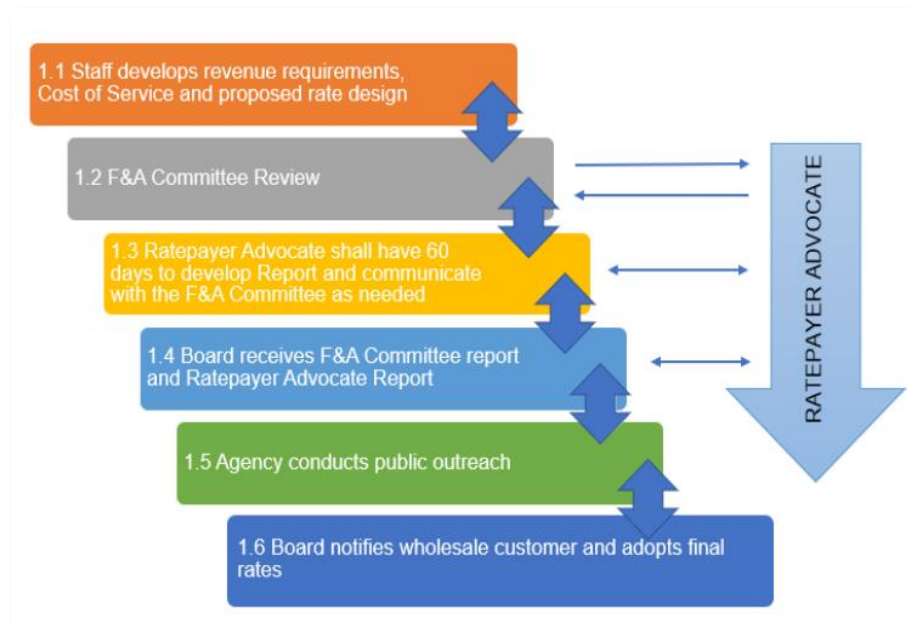 1.1 Staff develops revenue requirements,
Cost of Service and proposed rate design
1.2 F&A Committee Review
1.3 Ratepayer Advocate shall have 60
days to develop Report and communicate
with the F&A Committee as needed
1.4 Board receives F&A Committee report
and Ratepayer Advocate Report
1.5 Agency conducts public outreach
1.6 Board notifies wholesale customer and adopts final
rates
RATEPAYER ADVOCATE